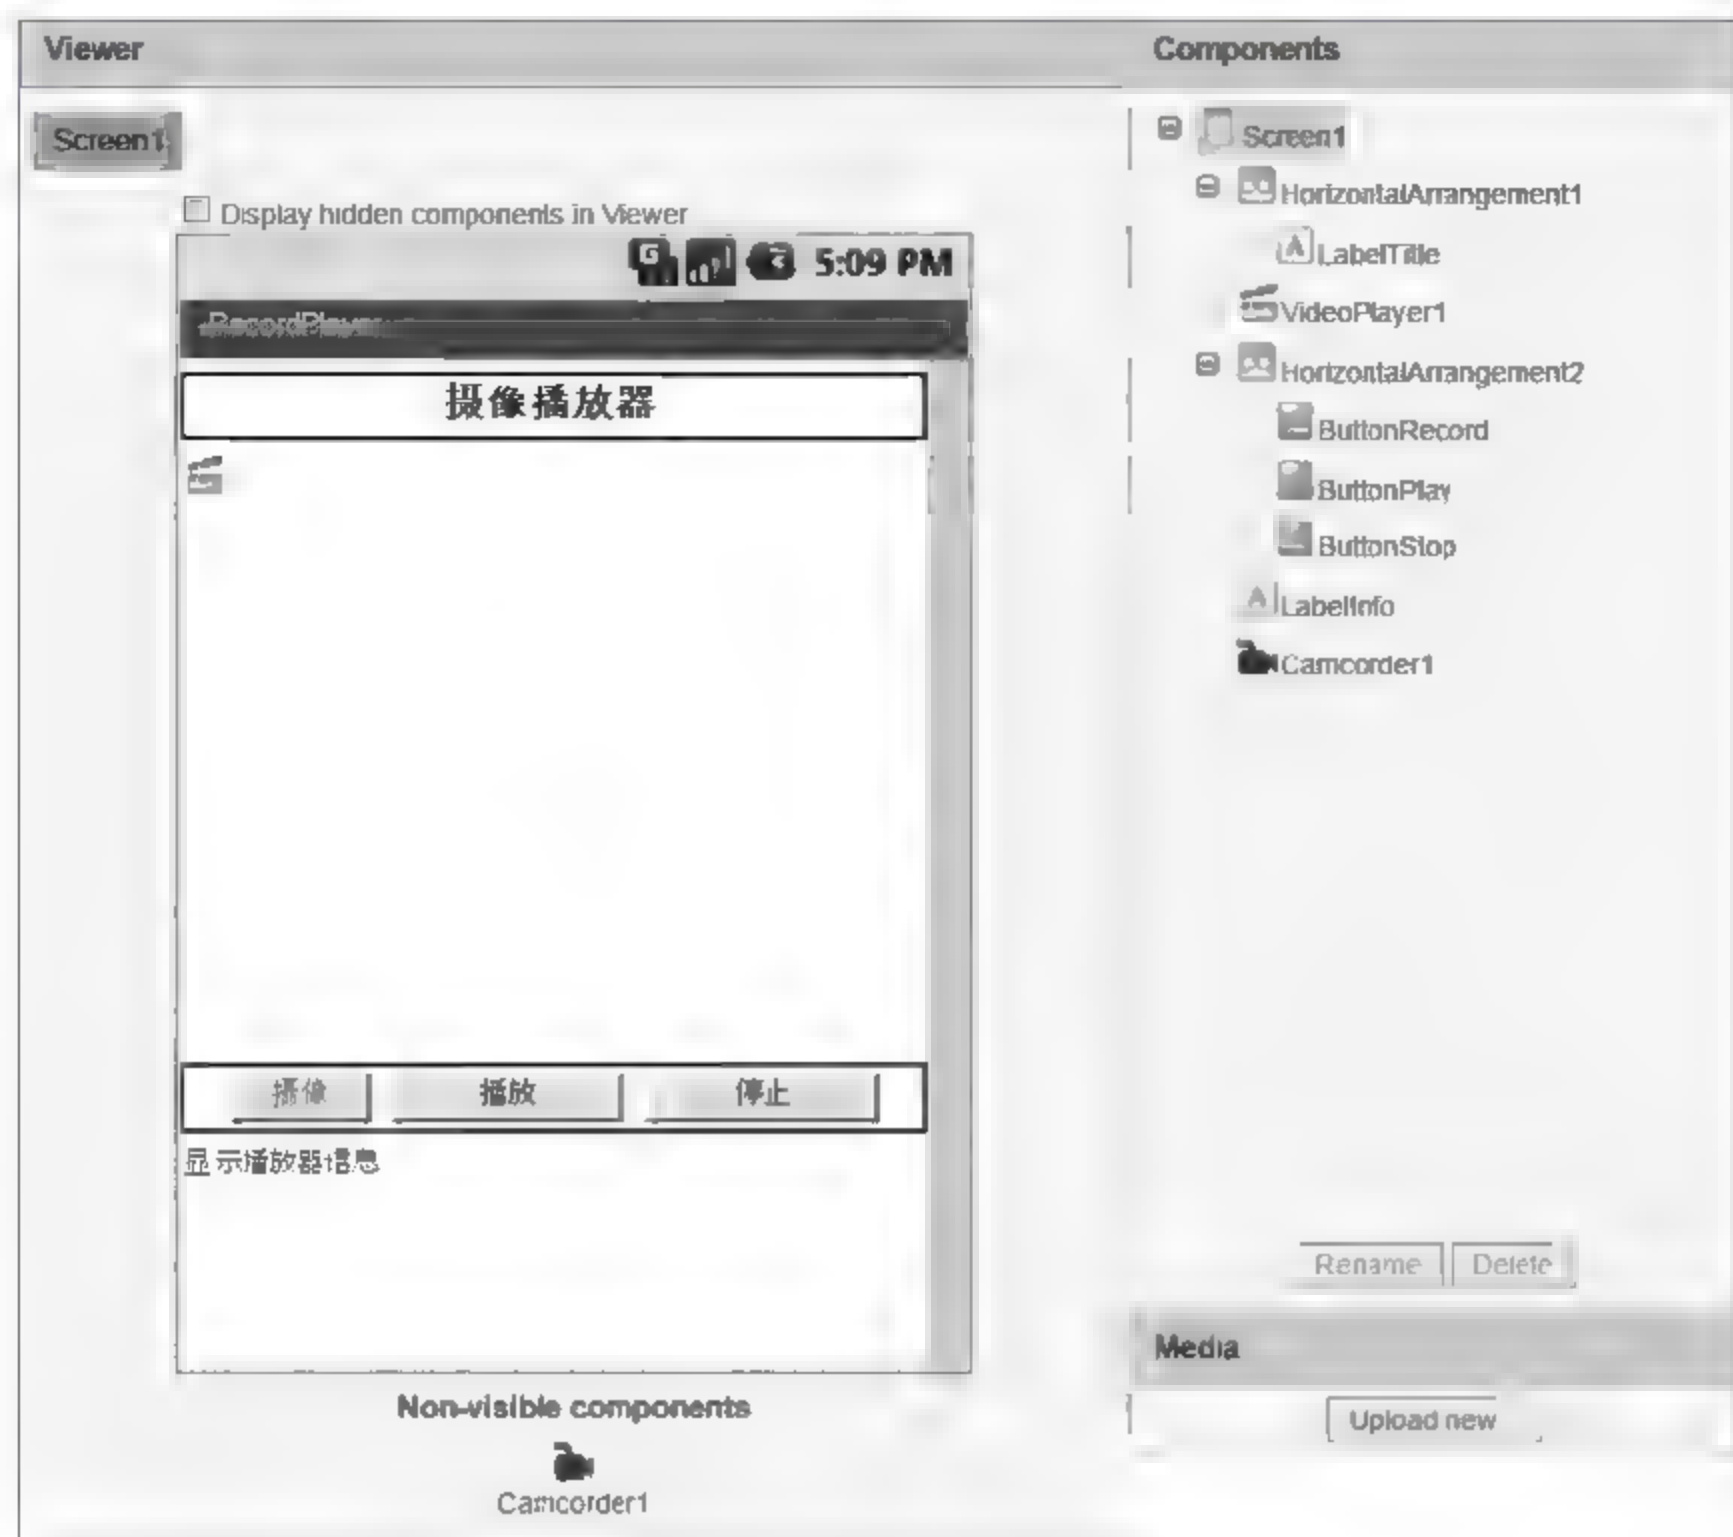 Viewer
Screen1
Display hidden components in Viewer
5:09 PM
RecordPlayer
摄像播放器
摄像
播放
停止
显示播放器信息
Non-visible components
Camcorder1
Components
Screen1
HorizontalArrangement1
LabelTitle
VideoPlayer1
HorizontalArrangement2
ButtonRecord
ButtonPlay
ButtonStop
LabelInfo
Camcorder1
Rename
Delete
Media
Upload new